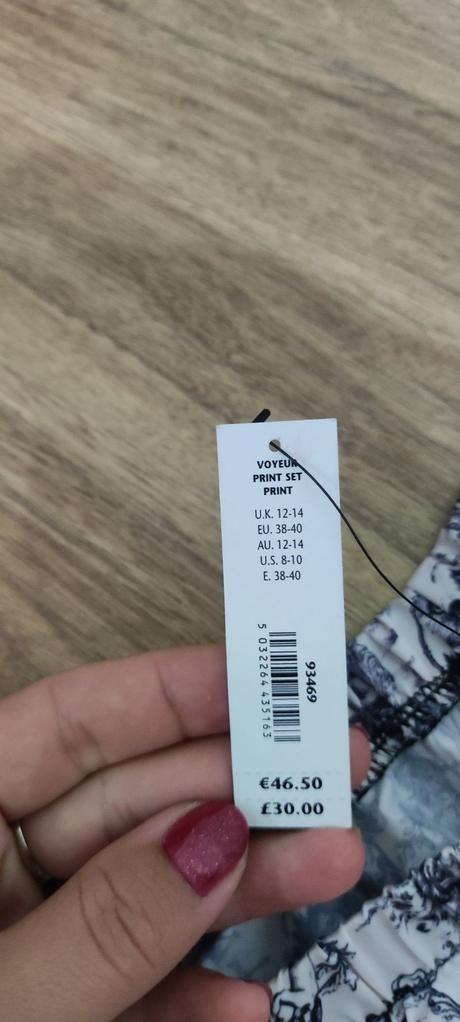 VOYEUR
PRINT SET
PRINT
U.K. 12-14
EU. 38-40
AU. 12-14
U.S. 8-10
E. 38-40
93469
5 032264 435163
€46.50
£30.00